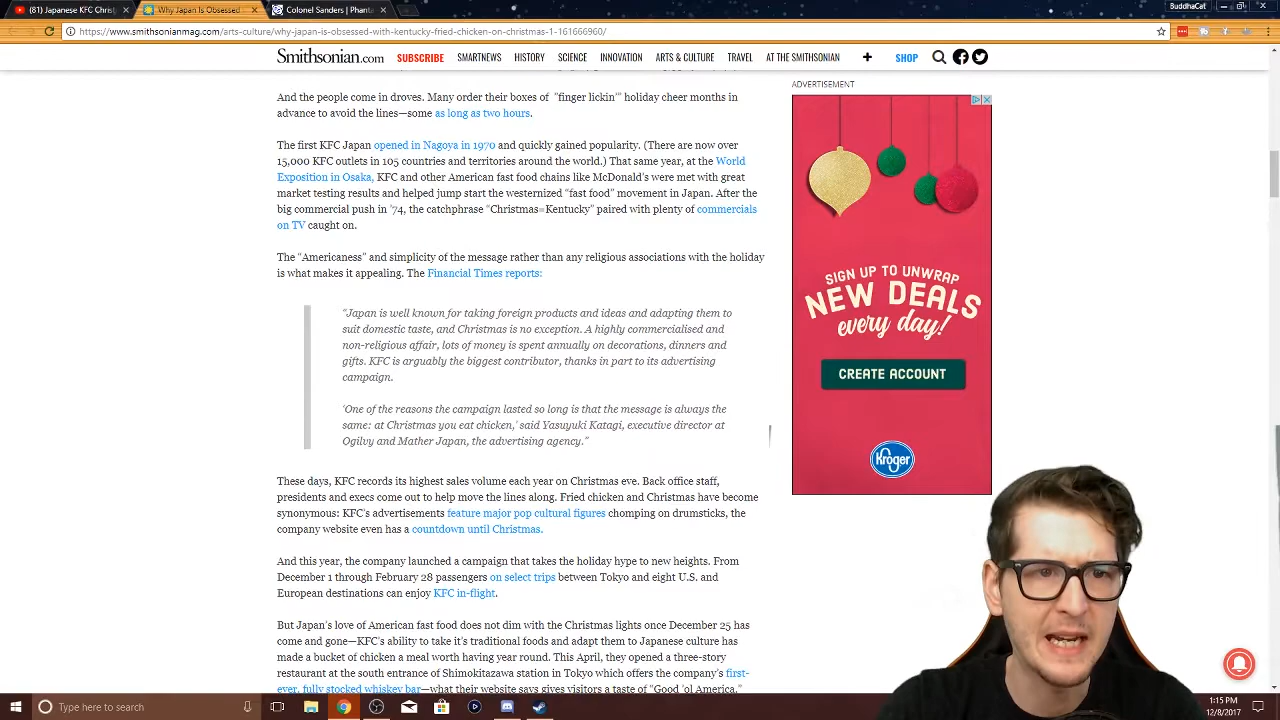 (81) Japanese KFC Christ
Why Japan Is Obsessed
Colonel Sanders | Phanta
BuddhaCat
https://www.smithsonianmag.com/arts-culture/why-japan-is-obsessed-with-kentucky-fried-chicken-on-christmas-1-161666960/
Smithsonian.com
SUBSCRIBE SMARTNEWS HISTORY SCIENCE INNOVATION ARTS & CULTURE TRAVEL AT THE SMITHSONIAN + SHOP
And the people come in droves. Many order their boxes of "finger lickin'" holiday cheer months in
advance to avoid the lines—some as long as two hours.
The first KFC Japan opened in Nagoya in 1970 and quickly gained popularity. (There are now over
15,000 KFC outlets in 105 countries and territories around the world.) That same year, at the World
Exposition in Osaka, KFC and other American fast food chains like McDonald's were met with great
market testing results and helped jump start the westernized "fast food" movement in Japan. After the
big commercial push in '74, the catchphrase "Christmas=Kentucky" paired with plenty of commercials
on TV caught on.
The "Americaness" and simplicity of the message rather than any religious associations with the holiday
is what makes it appealing. The Financial Times reports:
"Japan is well known for taking foreign products and ideas and adapting them to
suit domestic taste, and Christmas is no exception. A highly commercialised and
non-religious affair, lots of money is spent annually on decorations, dinners and
gifts. KFC is arguably the biggest contributor, thanks in part to its advertising
campaign.
'One of the reasons the campaign lasted so long is that the message is always the
same: at Christmas you eat chicken,' said Yasuyuki Katagi, executive director at
Ogilvy and Mather Japan, the advertising agency."
These days, KFC records its highest sales volume each year on Christmas eve. Back office staff,
presidents and execs come out to help move the lines along. Fried chicken and Christmas have become
synonymous: KFC's advertisements feature major pop cultural figures chomping on drumsticks, the
company website even has a countdown until Christmas.
And this year, the company launched a campaign that takes the holiday hype to new heights. From
December 1 through February 28 passengers on select trips between Tokyo and eight U.S. and
European destinations can enjoy KFC in-flight.
But Japan's love of American fast food does not dim with the Christmas lights once December 25 has
come and gone—KFC's ability to take it's traditional foods and adapt them to Japanese culture has
made a bucket of chicken a meal worth having year round. This April, they opened a three-story
restaurant at the south entrance of Shimokitazawa station in Tokyo which offers the company's first-
ever, fully stocked whiskey bar—what their website says gives visitors a taste of "Good 'ol America."
ADVERTISEMENT
SIGN UP TO UNWRAP
NEW DEALS
every day!
CREATE ACCOUNT
Kroger
Type here to search
1:15 PM
12/8/2017